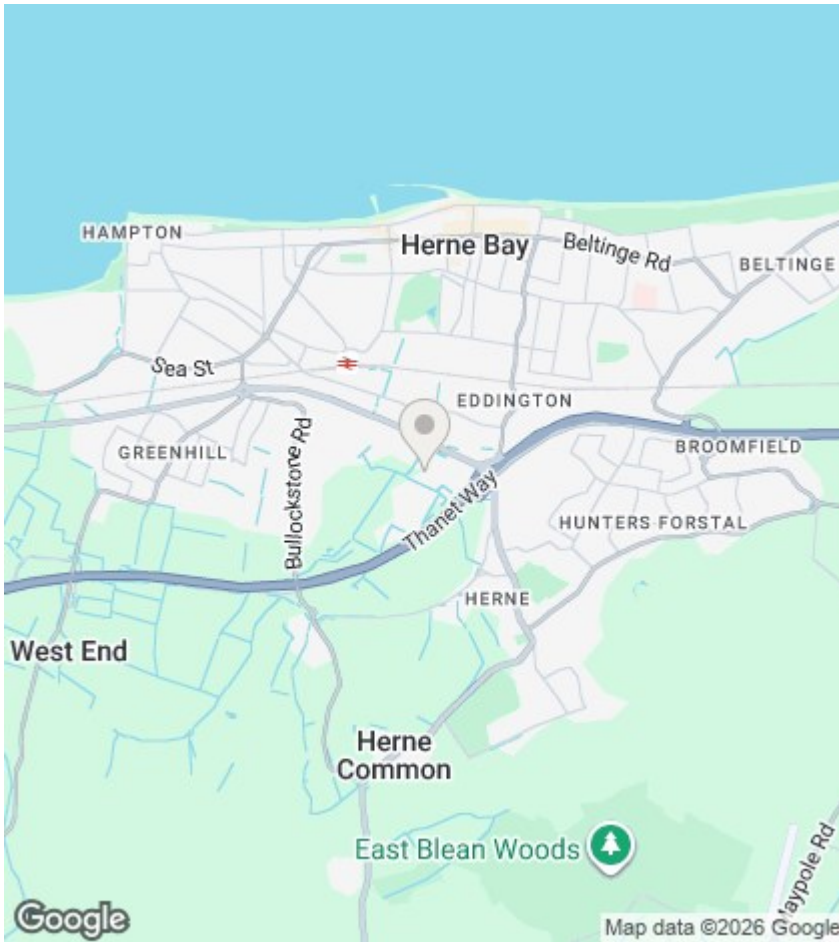 HAMPTON
Herne Bay
Beltinge Rd
BELTINGE
Sea St
EDDINGTON
GREENHILL
Bullockstone Rd
BROOMFIELD
Thanet Way
HUNTERS FORSTAL
HERNE
West End
Herne
Common
East Blean Woods
Maypole Rd
Google
Map data ©2026 Google